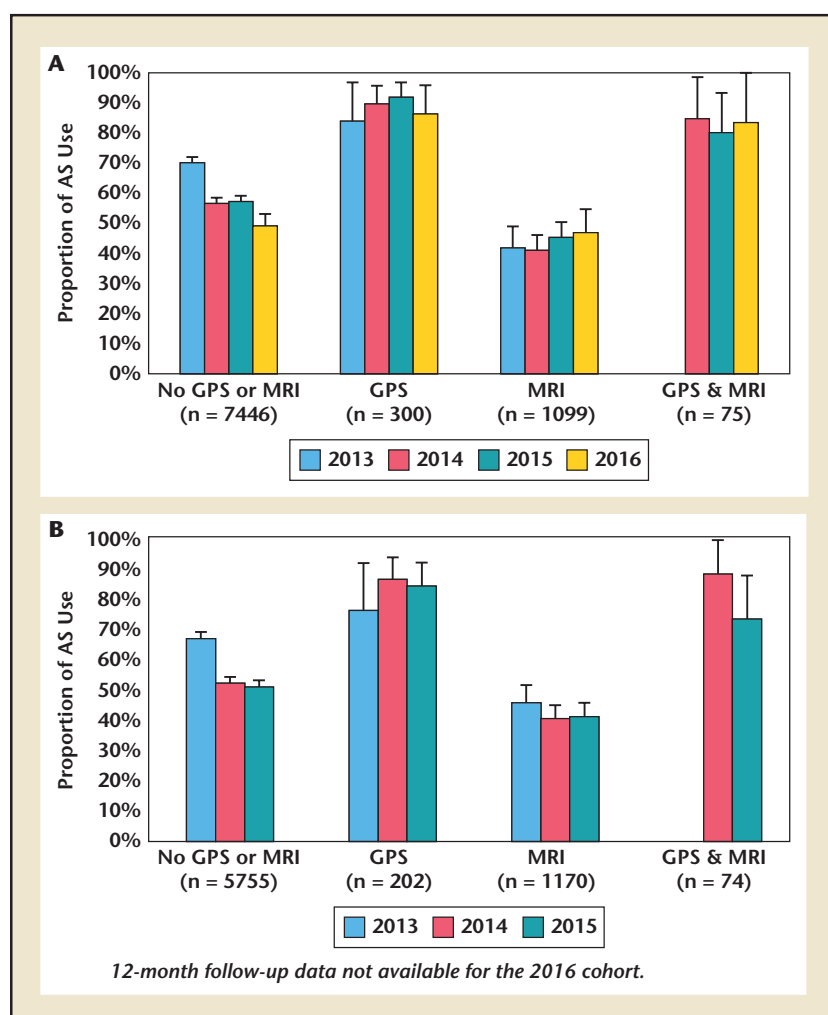 A
100%
90%
80%
70%
60%
50%
40%
30%
20%
10%
0%
Proportion of AS Use
No GPS or MRI GPS MRI GPS & MRI
(n = 7446) (n = 300) (n = 1099) (n = 75)
2013 2014 2015 2016
B
100%
90%
80%
70%
60%
50%
40%
30%
20%
10%
0%
Proportion of AS Use
No GPS or MRI GPS MRI GPS & MRI
(n = 5755) (n = 202) (n = 1170) (n = 74)
2013 2014 2015
12-month follow-up data not available for the 2016 cohort.